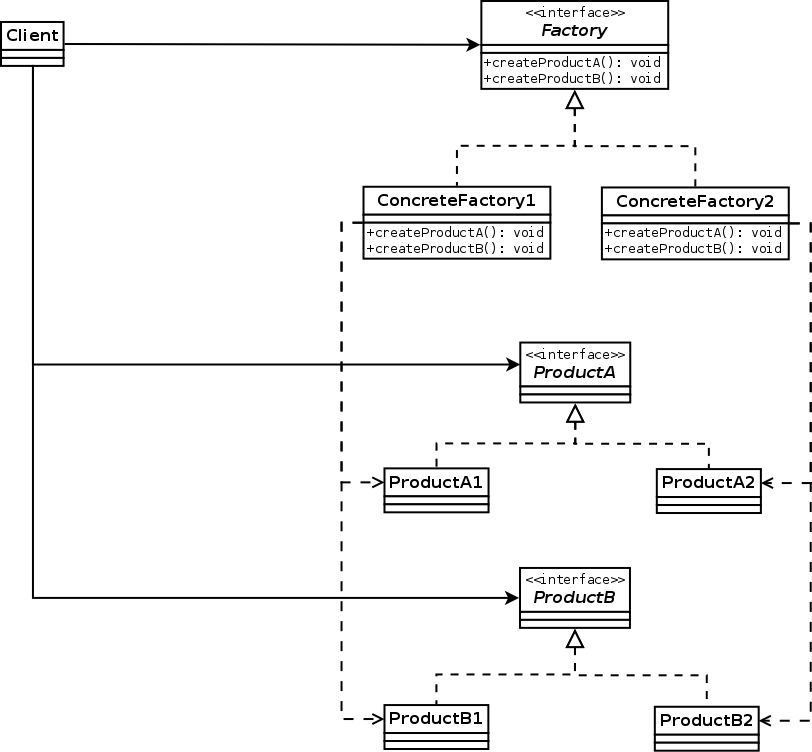 Client
<<interface>>
Factory
+createProductA(): void
+createProductB(): void
ConcreteFactory1
+createProductA(): void
+createProductB(): void
ConcreteFactory2
+createProductA(): void
+createProductB(): void
<<interface>>
ProductA
ProductA1
ProductA2
<<interface>>
ProductB
ProductB1
ProductB2